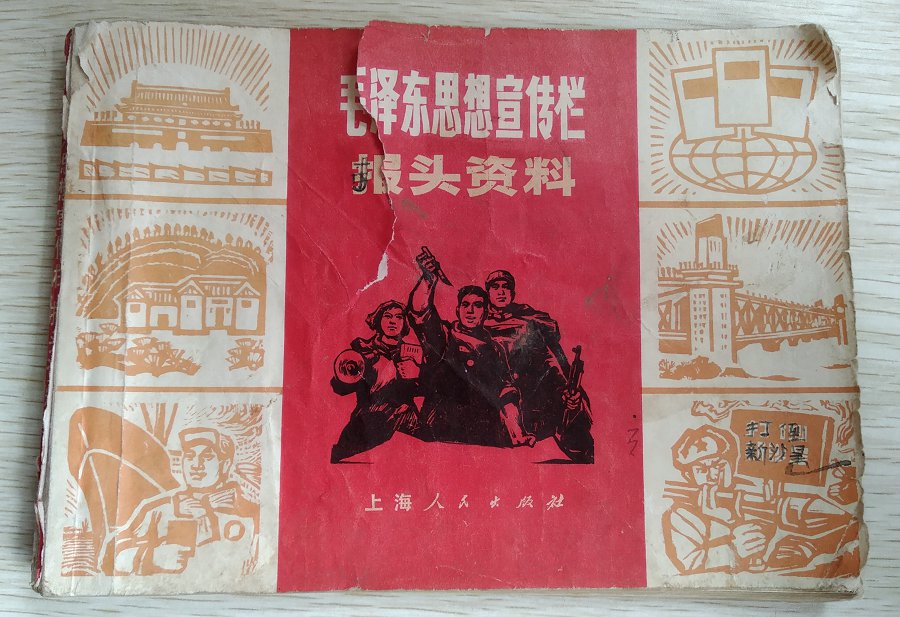 毛泽东思想宣传栏
报头资料
上海人民出版社
打倒
新沙皇